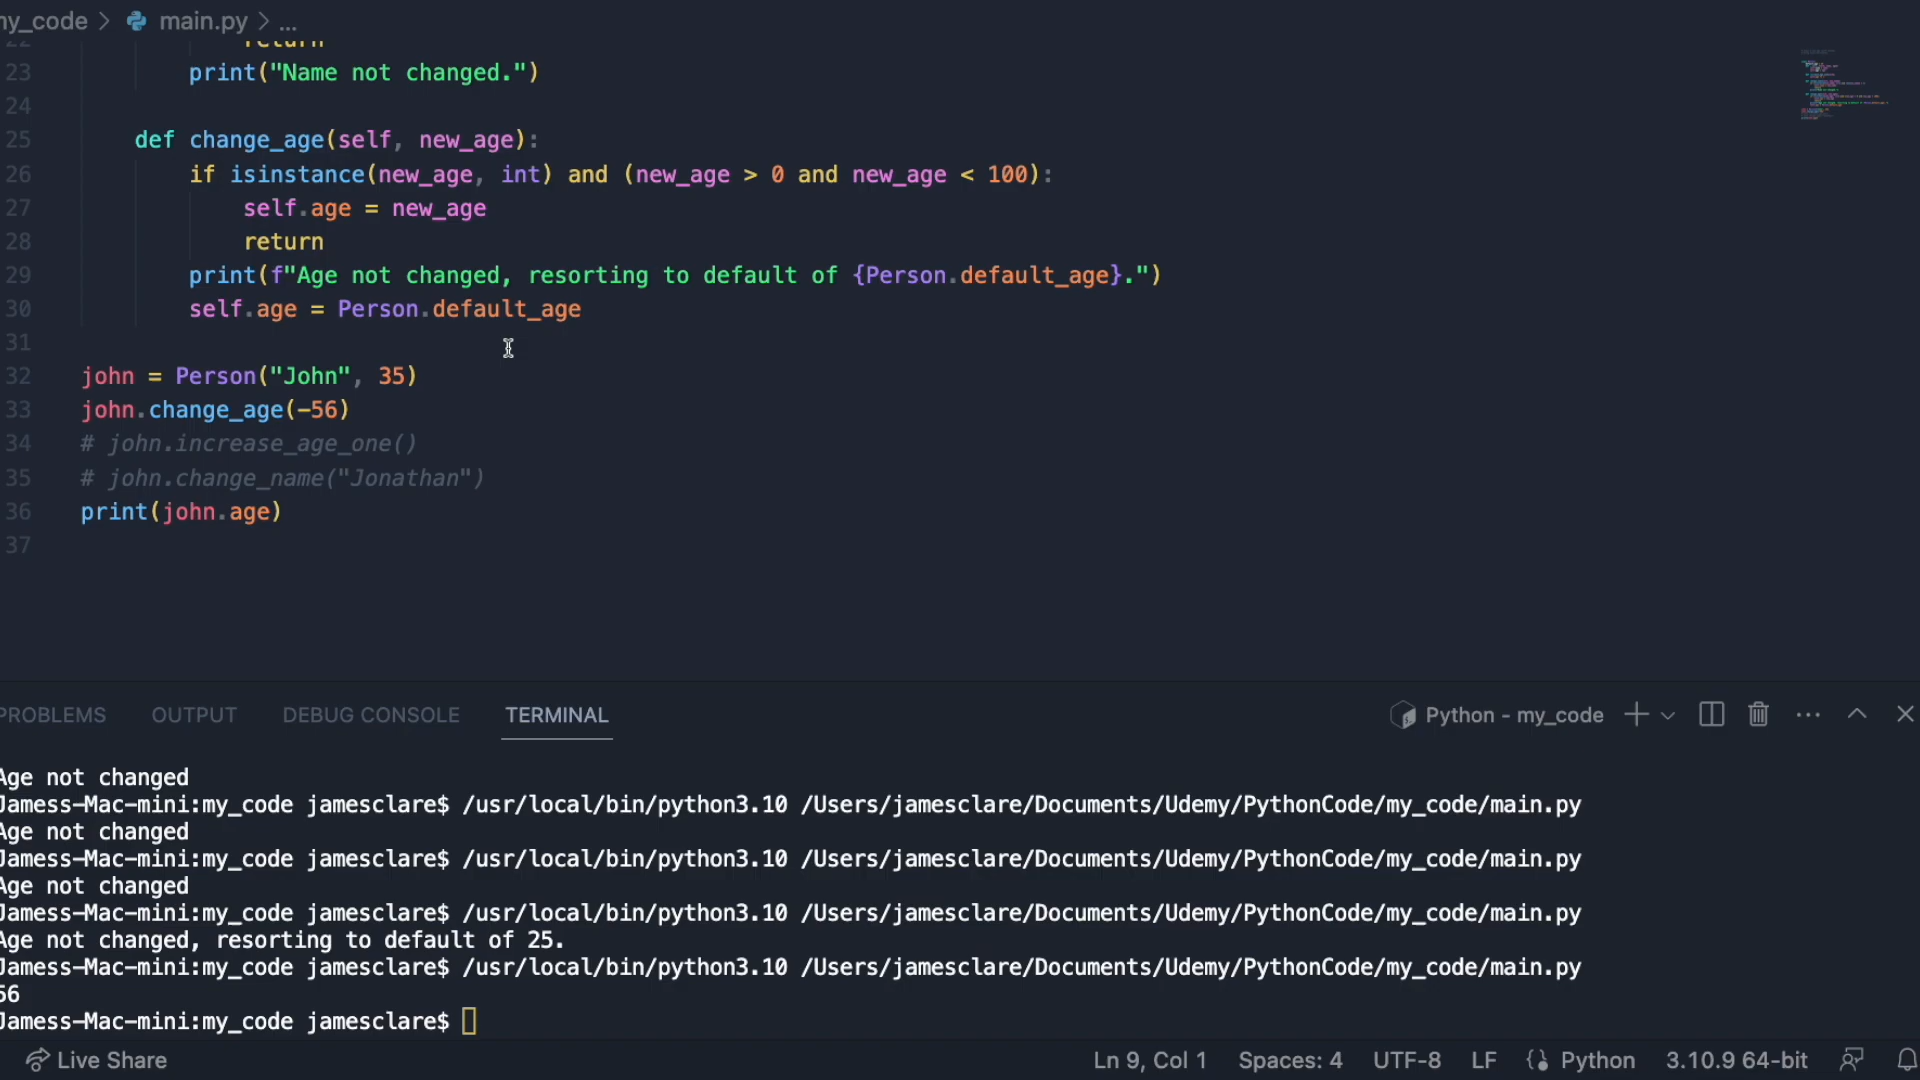 my_code > main.py > ...
22 return
23 print("Name not changed.")
24
25 def change_age(self, new_age):
26 if isinstance(new_age, int) and (new_age > 0 and new_age < 100):
27 self.age = new_age
28 return
29 print(f"Age not changed, resorting to default of {Person.default_age}.")
30 self.age = Person.default_age
31
32 john = Person("John", 35)
33 john.change_age(-56)
34 # john.increase_age_one()
35 # john.change_name("Jonathan")
36 print(john.age)
37
PROBLEMS OUTPUT DEBUG CONSOLE TERMINAL Python - my_code
Age not changed
Jamess-Mac-mini:my_code jamesclare$ /usr/local/bin/python3.10 /Users/jamesclare/Documents/Udemy/PythonCode/my_code/main.py
Age not changed
Jamess-Mac-mini:my_code jamesclare$ /usr/local/bin/python3.10 /Users/jamesclare/Documents/Udemy/PythonCode/my_code/main.py
Age not changed
Jamess-Mac-mini:my_code jamesclare$ /usr/local/bin/python3.10 /Users/jamesclare/Documents/Udemy/PythonCode/my_code/main.py
Age not changed, resorting to default of 25.
Jamess-Mac-mini:my_code jamesclare$ /usr/local/bin/python3.10 /Users/jamesclare/Documents/Udemy/PythonCode/my_code/main.py
56
Jamess-Mac-mini:my_code jamesclare$
Live Share Ln 9, Col 1 Spaces: 4 UTF-8 LF Python 3.10.9 64-bit